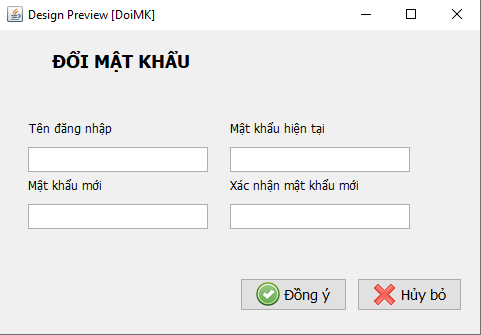 Design Preview [DoiMK]
ĐỔI MẬT KHẨU
Tên đăng nhập
Mật khẩu hiện tại
Mật khẩu mới
Xác nhận mật khẩu mới
Đồng ý
Hủy bỏ